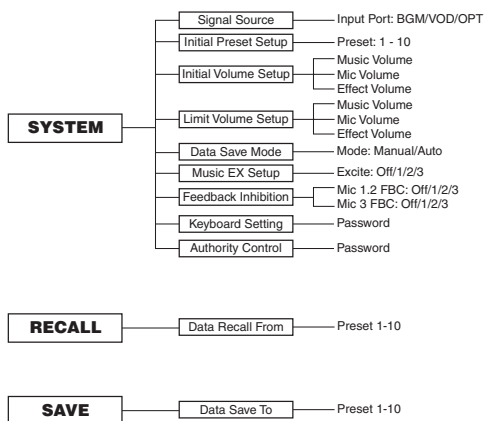 Signal Source Input Port: BGM/VOD/OPT
Initial Preset Setup Preset: 1 - 10
Music Volume
Initial Volume Setup Mic Volume
Effect Volume
Music Volume
SYSTEM Limit Volume Setup Mic Volume
Effect Volume
Data Save Mode Mode: Manual/Auto
Music EX Setup Excite: Off/1/2/3
Feedback Inhibition Mic 1.2 FBC: Off/1/2/3
Mic 3 FBC: Off/1/2/3
Keyboard Setting Password
Authority Control Password
RECALL Data Recall From Preset 1-10
SAVE Data Save To Preset 1-10